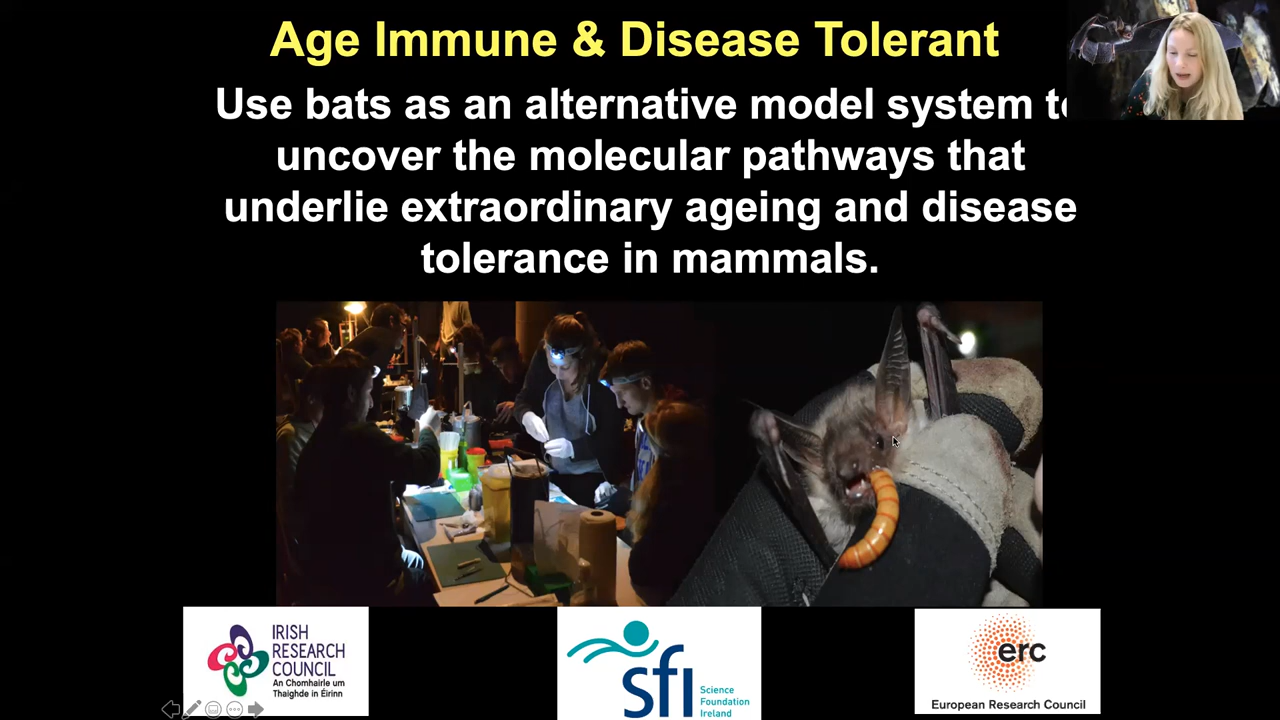 Age Immune & Disease Tolerant
Use bats as an alternative model system to
uncover the molecular pathways that
underlie extraordinary ageing and disease
tolerance in mammals.
IRISH
RESEARCH
COUNCIL
An Chomhairle um
Thaighde in Éirinn
sfi
Science
Foundation
Ireland
erc
European Research Council